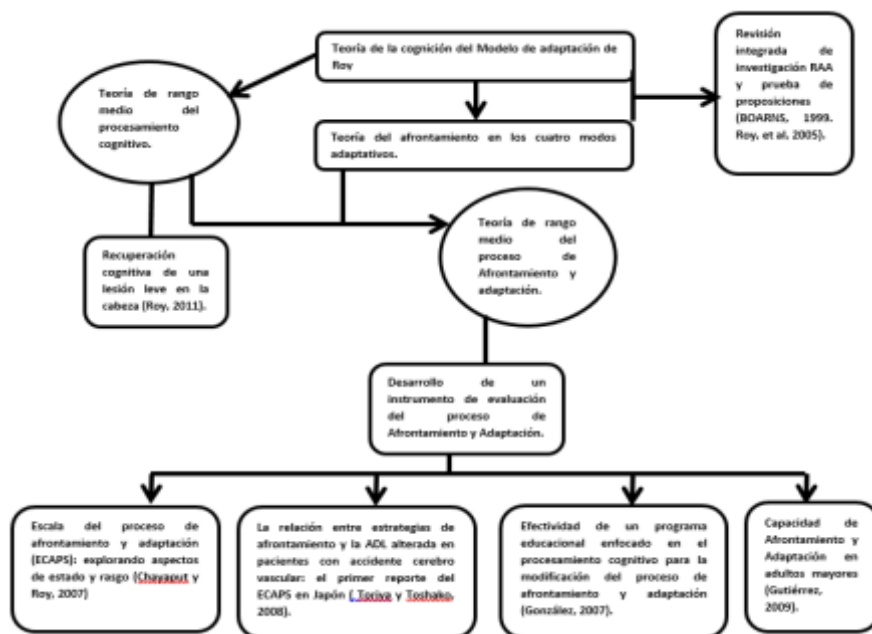 Teoría de la cognición del Modelo de adaptación de
Roy
Revisión
integrada de
investigación RAA
y prueba de
proposiciones
(BOARNS, 1999.
Roy, et al, 2005).
Teoría de rango
medio del
procesamiento
cognitivo.
Teoría del afrontamiento en los cuatro modos
adaptativos.
Teoría de rango
medio del
proceso de
Afrontamiento y
adaptación.
Recuperación
cognitiva de una
lesión leve en la
cabeza (Roy, 2011).
Desarrollo de un
instrumento de evaluación
del proceso de
Afrontamiento y Adaptación.
Escala del proceso de
afrontamiento y adaptación
(ECAPS): explorando aspectos
de estado y rasgo (Chayaput y
Roy, 2007)
La relación entre estrategias de
afrontamiento y la ADL alterada en
pacientes con accidente cerebro
vascular: el primer reporte del
ECAPS en Japón ( Toriya y Toshako,
2008).
Efectividad de un programa
educacional enfocado en el
procesamiento cognitivo para la
modificación del proceso de
afrontamiento y adaptación
(González, 2007).
Capacidad de
Afrontamiento y
Adaptación en
adultos mayores
(Gutiérrez,
2009).